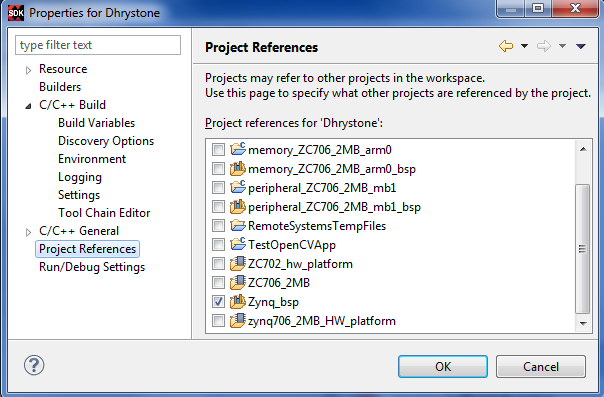 SDK Properties for Dhrystone
type filter text
Resource
Builders
C/C++ Build
Build Variables
Discovery Options
Environment
Logging
Settings
Tool Chain Editor
C/C++ General
Project References
Run/Debug Settings
Project References
Projects may refer to other projects in the workspace.
Use this page to specify what other projects are referenced by the project.
Project references for 'Dhrystone':
memory_ZC706_2MB_arm0
memory_ZC706_2MB_arm0_bsp
peripheral_ZC706_2MB_mb1
peripheral_ZC706_2MB_mb1_bsp
RemoteSystemsTempFiles
TestOpenCVApp
ZC702_hw_platform
ZC706_2MB
Zynq_bsp
zynq706_2MB_HW_platform
?
OK
Cancel